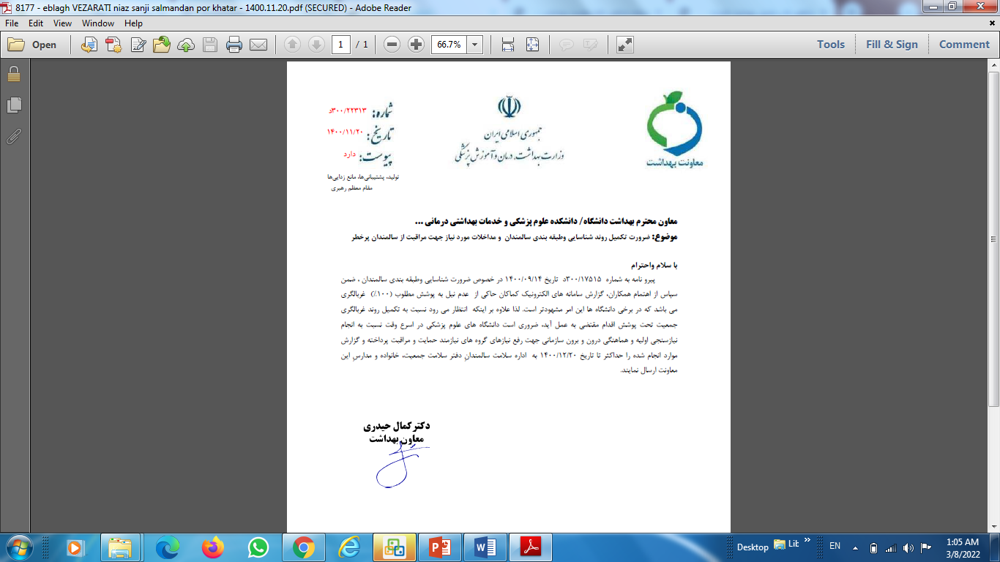 8177 - eblagh VEZARATI niaz sanji salmandan por khatar - 1400.11.20.pdf (SECURED) - Adobe Reader
File Edit View Window Help
Open
1 / 1
66.7%
Tools Fill & Sign Comment
شماره: ۳۰۰/۲۲۳۱۳د
تاریخ: ۱۴۰۰/۱۱/۲۰
پیوست: دارد
تولید، پشتیبانی‌ها، مانع زدایی‌ها
مقام معظم رهبری
جمهوری اسلامی ایران
وزارت بهداشت، درمان و آموزش پزشکی
معاونت بهداشت
معاون محترم بهداشت دانشگاه/ دانشکده علوم پزشکی و خدمات بهداشتی درمانی ...
موضوع: ضرورت تکمیل روند شناسایی وطبقه بندی سالمندان و مداخلات مورد نیاز جهت مراقبت از سالمندان پرخطر
با سلام واحترام
پیرو نامه به شماره ۳۰۰/۱۷۵۱۵د تاریخ ۱۴۰۰/۰۹/۱۴ در خصوص ضرورت شناسایی وطبقه بندی سالمندان ، ضمن
سپاس از اهتمام همکاران، گزارش سامانه های الکترونیک کماکان حاکی از عدم نیل به پوشش مطلوب (۱۰۰٪) غربالگری
می باشد که در برخی دانشگاه ها این امر مشهودتر است. لذا علاوه بر اینکه انتظار می رود نسبت به تکمیل روند غربالگری
جمعیت تحت پوشش اقدام مقتضی به عمل آید، ضروری است دانشگاه های علوم پزشکی در اسرع وقت نسبت به انجام
نیازسنجی اولیه و هماهنگی درون و برون سازمانی جهت رفع نیازهای گروه های نیازمند حمایت و مراقبت پرداخته و گزارش
موارد انجام شده را حداکثر تا تاریخ ۱۴۰۰/۱۲/۲۰ به اداره سلامت سالمندانِ دفتر سلامت جمعیت، خانواده و مدارسِ این
معاونت ارسال نمایند.
دکتر کمال حیدری
معاون بهداشت
Desktop
Lib
EN
1:05 AM
3/8/2022